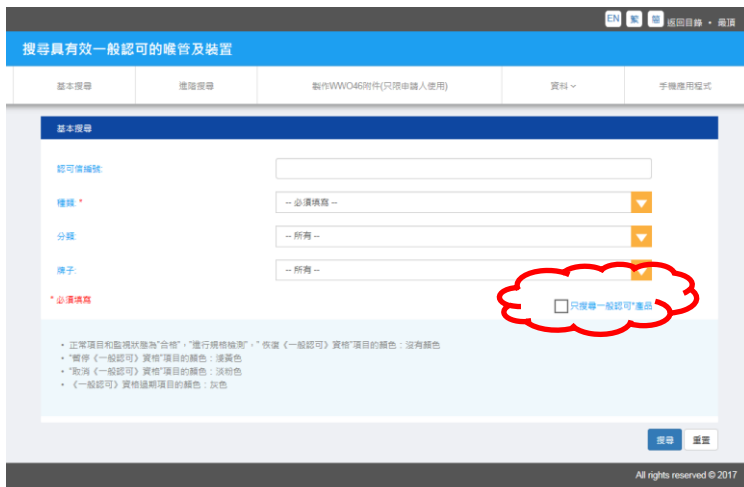 EN 繁 簡 返回目錄 · 最頂
搜尋具有效一般認可的喉管及裝置
基本搜尋 進階搜尋 製作WWO46附件(只限申請人使用) 資料 手機應用程式
基本搜尋
認可信編號:
種類: * -- 必須填寫 --
分類: -- 所有 --
牌子: -- 所有 --
* 必須填寫 只搜尋一般認可"產品
• 正常項目和監視狀態為"合格"，"進行規格檢測"，" 恢復《一般認可》資格"項目的顏色：沒有顏色
• "暫停《一般認可》資格"項目的顏色：淺黃色
• "取消《一般認可》資格"項目的顏色：淡粉色
• 《一般認可》資格過期項目的顏色：灰色
搜尋 重置
All rights reserved © 2017